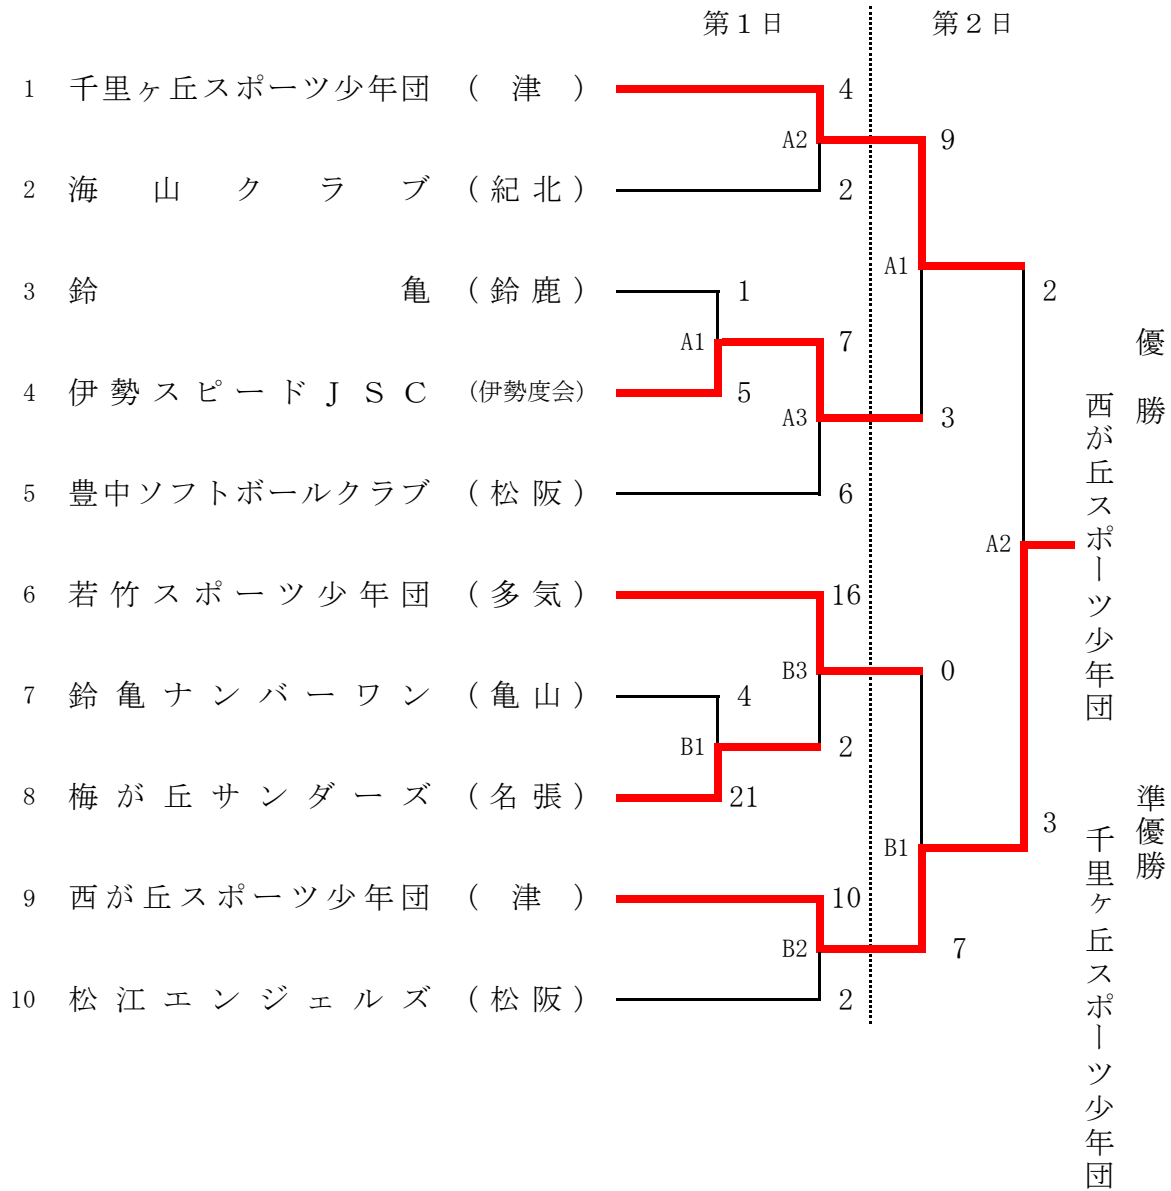 第１日 第２日
1 千里ヶ丘スポーツ少年団 （ 津 ） 4
A2 9
2 海山クラブ （紀北） 2
A1
3 鈴亀 （鈴鹿） 1 2
A1 7
4 伊勢スピードＪＳＣ (伊勢度会) 5
A3 3
5 豊中ソフトボールクラブ （松阪） 6
A2
6 若竹スポーツ少年団 （多気） 16
B3 0
7 鈴亀ナンバーワン （亀山） 4
B1 2
8 梅が丘サンダーズ （名張） 21
3
B1
9 西が丘スポーツ少年団 （ 津 ） 10
B2 7
10 松江エンジェルズ （松阪） 2
優勝
西が丘スポーツ少年団
準優勝
千里ヶ丘スポーツ少年団